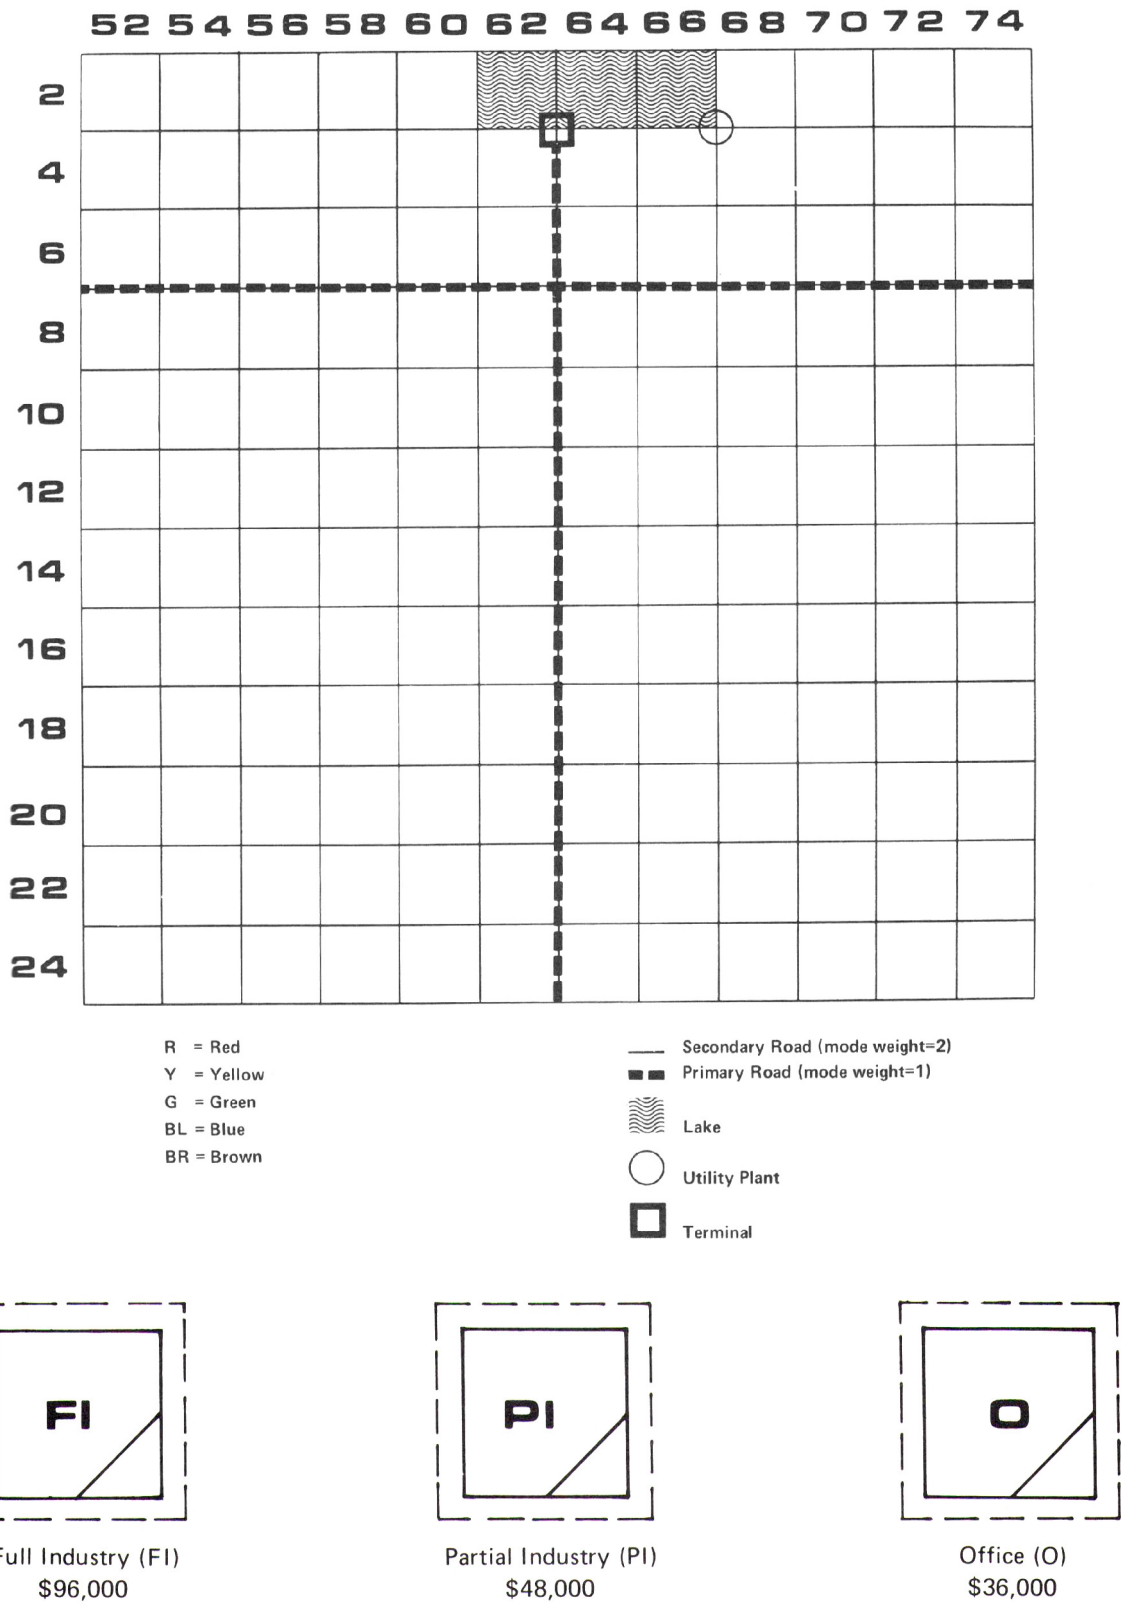 52 54 56 58 60 62 64 66 68 70 72 74
2
4
6
8
10
12
14
16
18
20
22
24
R = Red
Y = Yellow
G = Green
BL = Blue
BR = Brown
Secondary Road (mode weight=2)
Primary Road (mode weight=1)
Lake
Utility Plant
Terminal
FI
PI
O
Full Industry (FI)
$96,000
Partial Industry (PI)
$48,000
Office (O)
$36,000